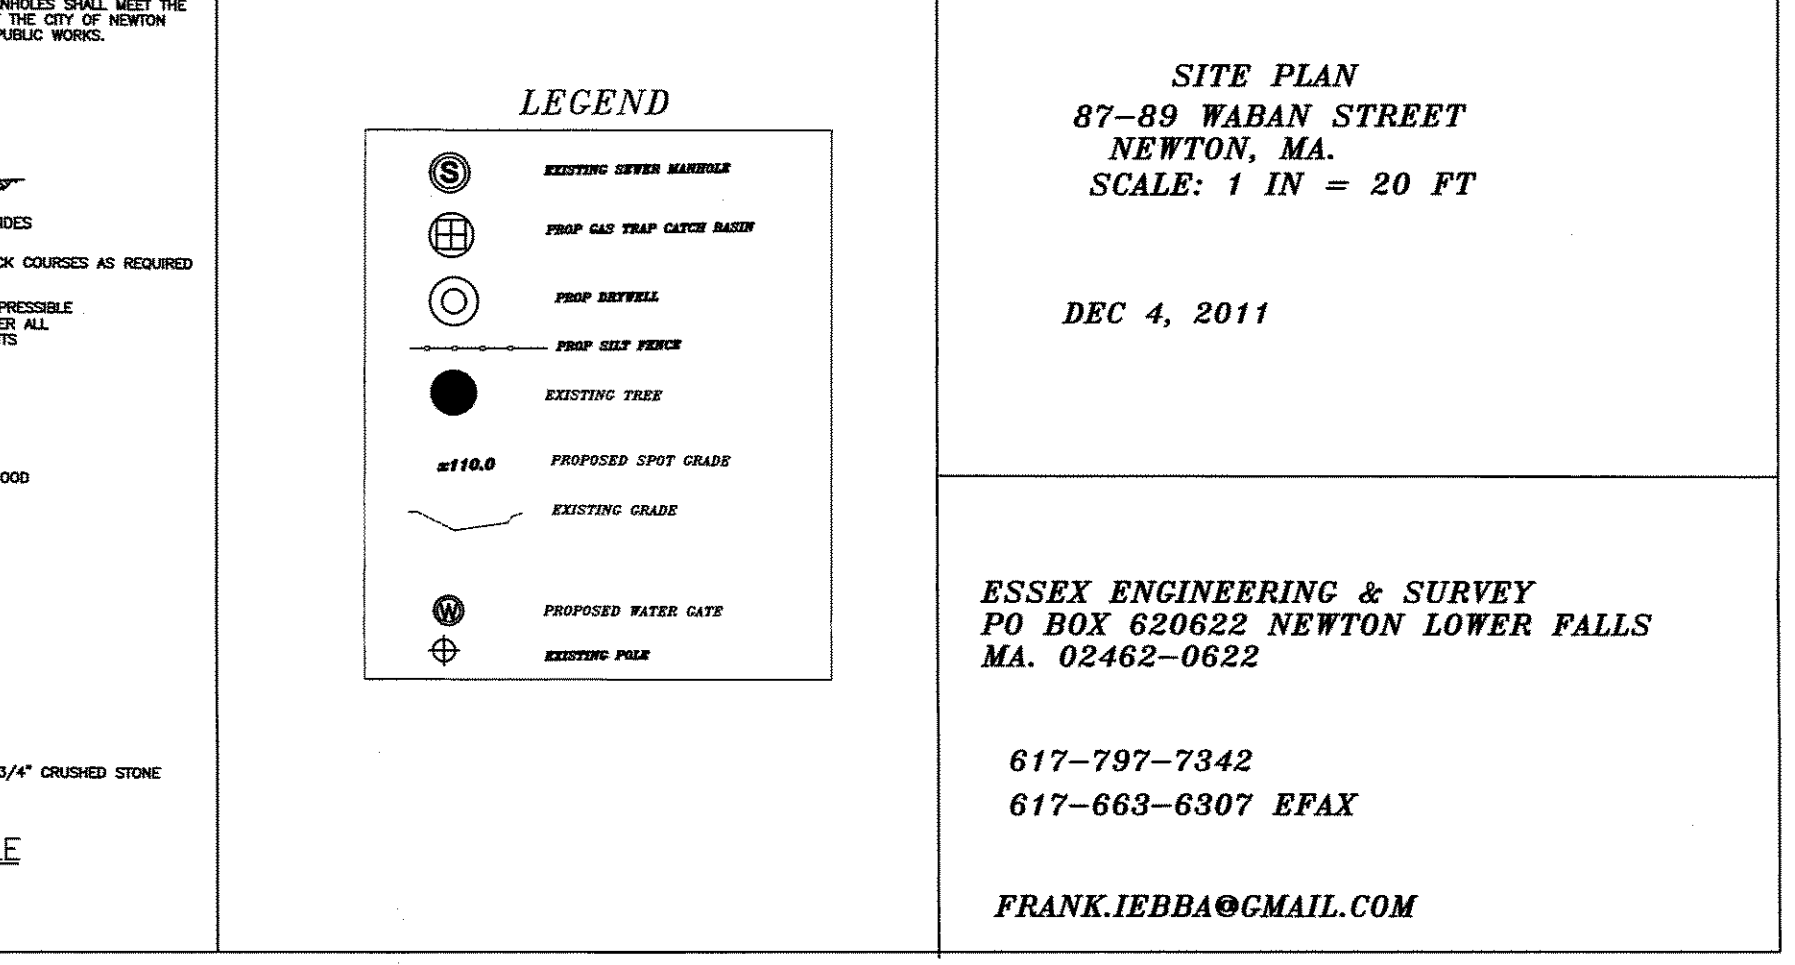 NHOLES SHALL MEET THE
THE CITY OF NEWTON
PUBLIC WORKS.
IDES
CK COURSES AS REQUIRED
PRESSIBLE
ER ALL
TS
OOD
3/4" CRUSHED STONE
LE
LEGEND
S EXISTING SEWER MANHOLE
PROP GAS TRAP CATCH BASIN
PROP DRYWELL
PROP SILT FENCE
EXISTING TREE
x110.0 PROPOSED SPOT GRADE
EXISTING GRADE
W PROPOSED WATER GATE
EXISTING POLE
SITE PLAN
87-89 WABAN STREET
NEWTON, MA.
SCALE: 1 IN = 20 FT
DEC 4, 2011
ESSEX ENGINEERING & SURVEY
PO BOX 620622 NEWTON LOWER FALLS
MA. 02462-0622
617-797-7342
617-663-6307 EFAX
FRANK.IEBBA@GMAIL.COM